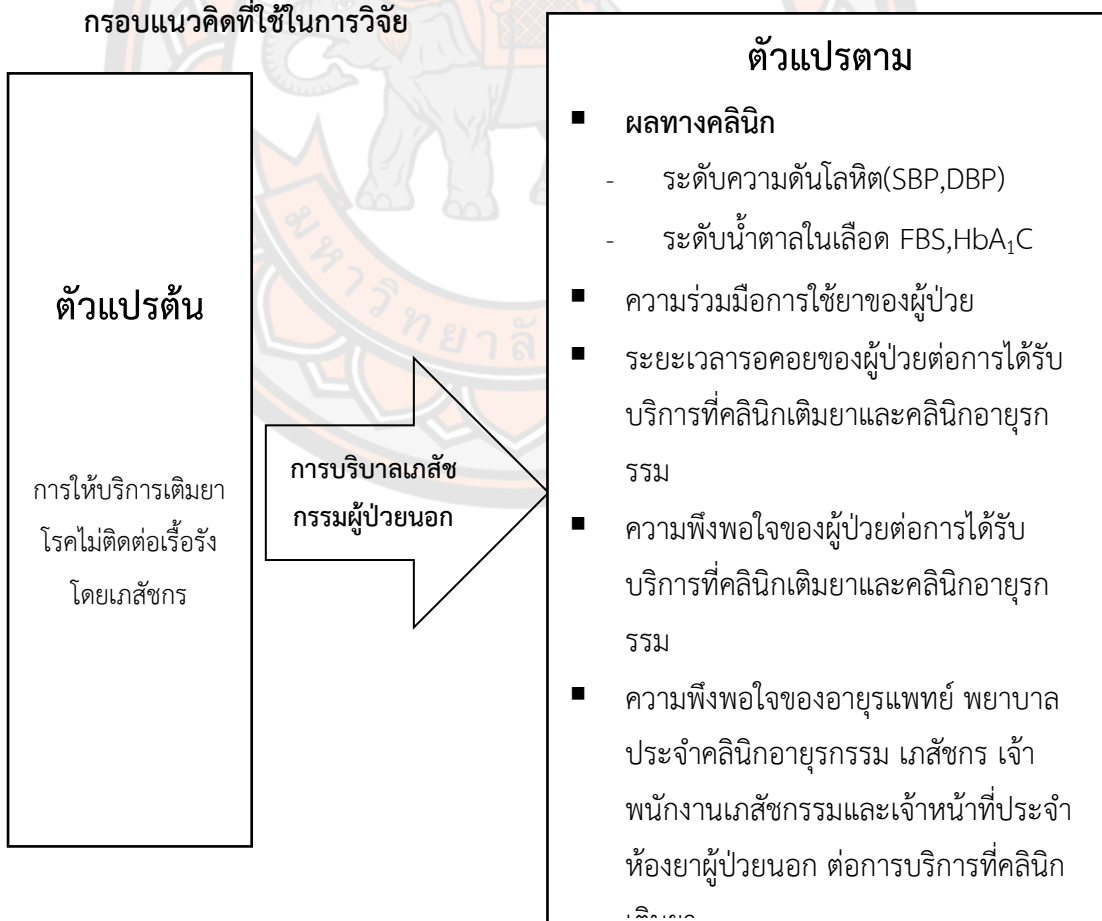 กรอบแนวคิดที่ใช้ในการวิจัย
ตัวแปรต้น
การให้บริการเติมยา
โรคไม่ติดต่อเรื้อรัง
โดยเภสัชกร
การบริบาลเภสัช
กรรมผู้ป่วยนอก
ตัวแปรตาม
▪ ผลทางคลินิก
- ระดับความดันโลหิต(SBP,DBP)
- ระดับน้ำตาลในเลือด FBS,HbA₁C
▪ ความร่วมมือการใช้ยาของผู้ป่วย
▪ ระยะเวลารอคอยของผู้ป่วยต่อการได้รับ
บริการที่คลินิกเติมยาและคลินิกอายุรก
รรม
▪ ความพึงพอใจของผู้ป่วยต่อการได้รับ
บริการที่คลินิกเติมยาและคลินิกอายุรก
รรม
▪ ความพึงพอใจของอายุรแพทย์ พยาบาล
ประจำคลินิกอายุรกรรม เภสัชกร เจ้า
พนักงานเภสัชกรรมและเจ้าหน้าที่ประจำ
ห้องยาผู้ป่วยนอก ต่อการบริการที่คลินิก